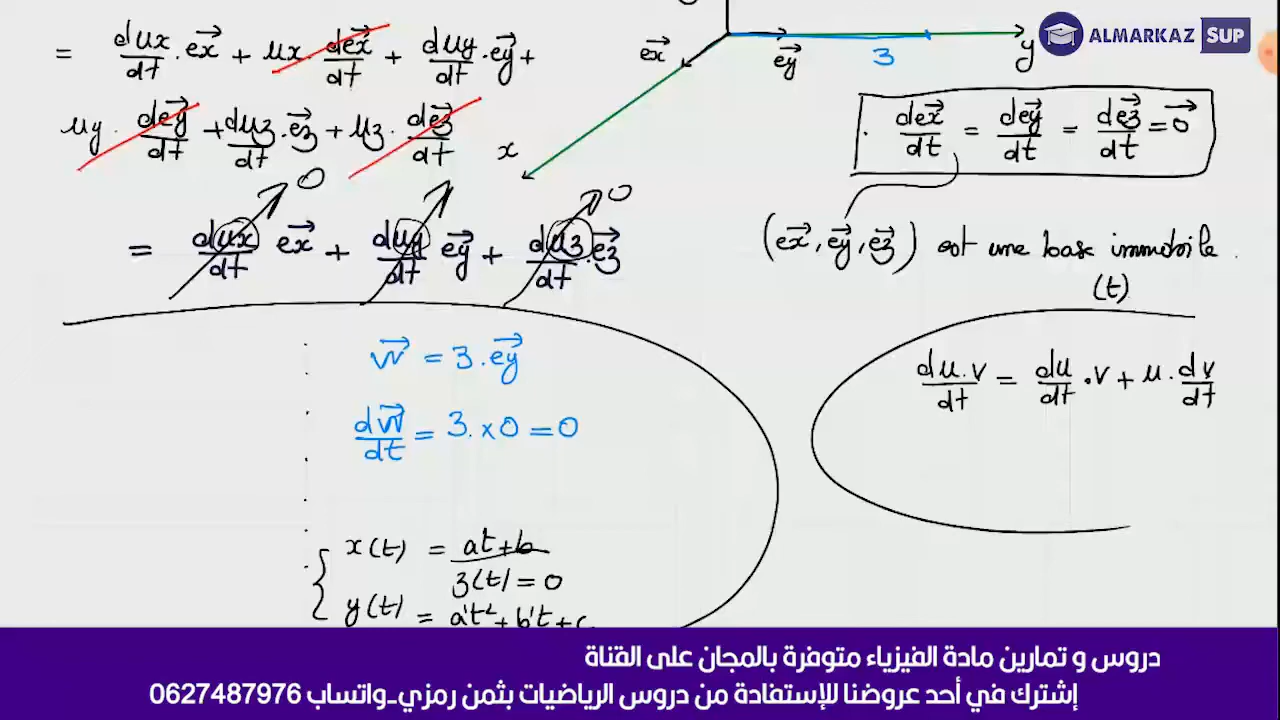 ALMARKAZ SUP
= dux/dt · ex→ + ux · dex→/dt + duy/dt · ey→ +
uy · dey→/dt + duz/dt · ez→ + uz · dez→/dt
0 0
= dux/dt ex→ + duy/dt ey→ + duz/dt · ez→
ex→ ey→ 3 y
x
· dex→/dt = dey→/dt = dez→/dt = 0→
(ex→, ey→, ez→) est une base immobile.
(t)
w→ = 3·ey→
dw→/dt = 3·×0 = 0
du·v/dt = du/dt · v + u · dv/dt
x(t) = at+b
z(t) = 0
y(t) = a't²+b't+c
دروس و تمارين مادة الفيزياء متوفرة بالمجان على القناة
إشترك في أحد عروضنا للإستفادة من دروس الرياضيات بثمن رمزي-واتساب 0627487976